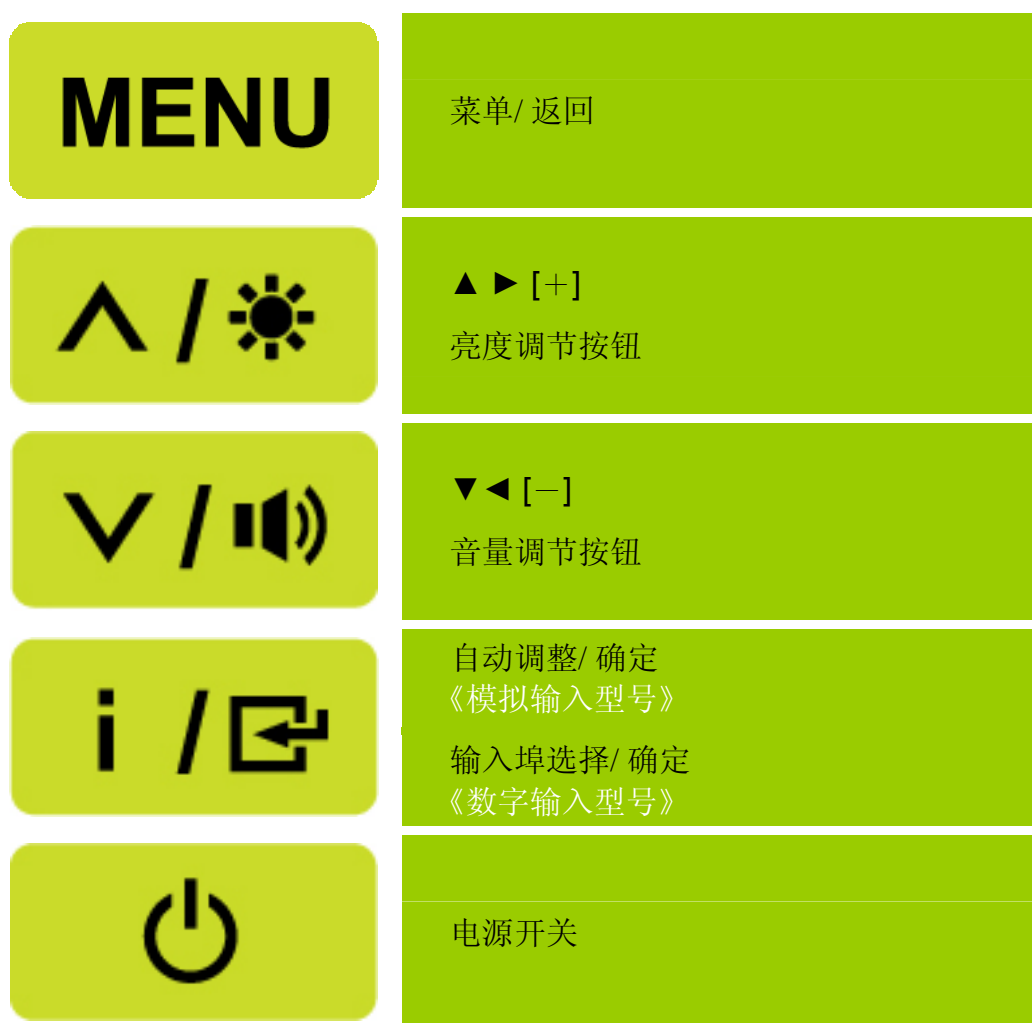 MENU
菜单/ 返回
/
▲ ► [＋]
亮度调节按钮
/
▼◄ [－]
音量调节按钮
i /
自动调整/ 确定
《模拟输入型号》
输入埠选择/ 确定
《数字输入型号》
电源开关